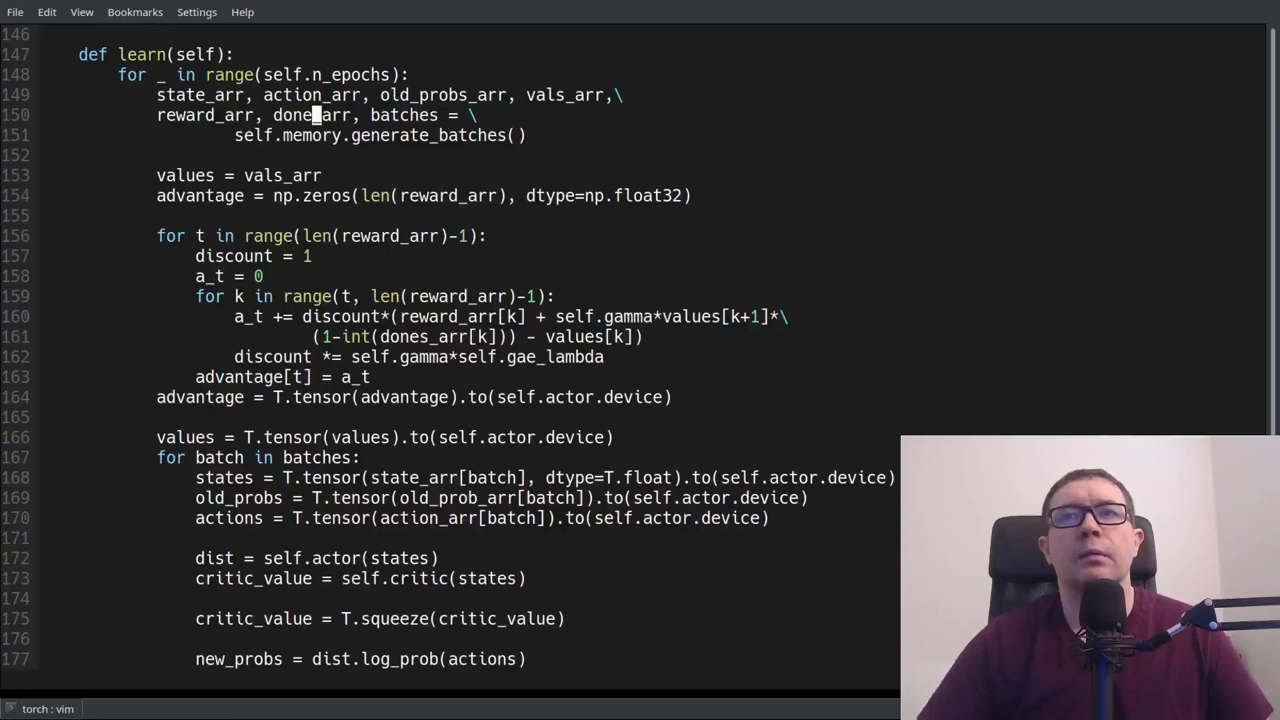 File Edit View Bookmarks Settings Help
146
147 def learn(self):
148 for _ in range(self.n_epochs):
149 state_arr, action_arr, old_probs_arr, vals_arr,\
150 reward_arr, done_arr, batches = \
151 self.memory.generate_batches()
152
153 values = vals_arr
154 advantage = np.zeros(len(reward_arr), dtype=np.float32)
155
156 for t in range(len(reward_arr)-1):
157 discount = 1
158 a_t = 0
159 for k in range(t, len(reward_arr)-1):
160 a_t += discount*(reward_arr[k] + self.gamma*values[k+1]*\
161 (1-int(dones_arr[k])) - values[k])
162 discount *= self.gamma*self.gae_lambda
163 advantage[t] = a_t
164 advantage = T.tensor(advantage).to(self.actor.device)
165
166 values = T.tensor(values).to(self.actor.device)
167 for batch in batches:
168 states = T.tensor(state_arr[batch], dtype=T.float).to(self.actor.device)
169 old_probs = T.tensor(old_prob_arr[batch]).to(self.actor.device)
170 actions = T.tensor(action_arr[batch]).to(self.actor.device)
171
172 dist = self.actor(states)
173 critic_value = self.critic(states)
174
175 critic_value = T.squeeze(critic_value)
176
177 new_probs = dist.log_prob(actions)
torch : vim